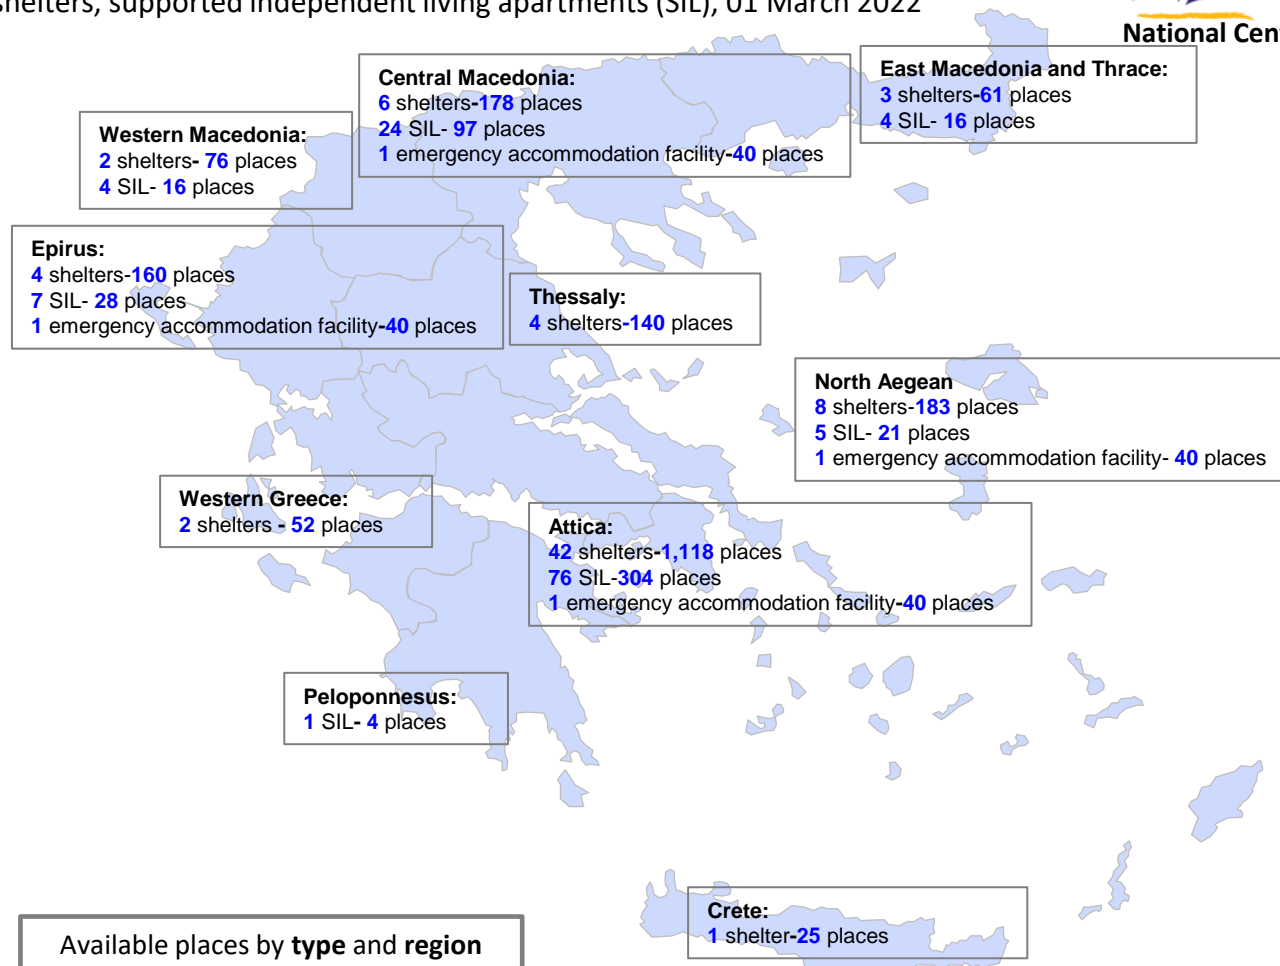 shelters, supported independent living apartments (SIL), 01 March 2022
National Cent
Central Macedonia:
6 shelters-178 places
24 SIL- 97 places
1 emergency accommodation facility-40 places
East Macedonia and Thrace:
3 shelters-61 places
4 SIL- 16 places
Western Macedonia:
2 shelters- 76 places
4 SIL- 16 places
Epirus:
4 shelters-160 places
7 SIL- 28 places
1 emergency accommodation facility-40 places
Thessaly:
4 shelters-140 places
North Aegean
8 shelters-183 places
5 SIL- 21 places
1 emergency accommodation facility- 40 places
Western Greece:
2 shelters - 52 places
Attica:
42 shelters-1,118 places
76 SIL-304 places
1 emergency accommodation facility-40 places
Peloponnesus:
1 SIL- 4 places
Crete:
1 shelter-25 places
Available places by type and region